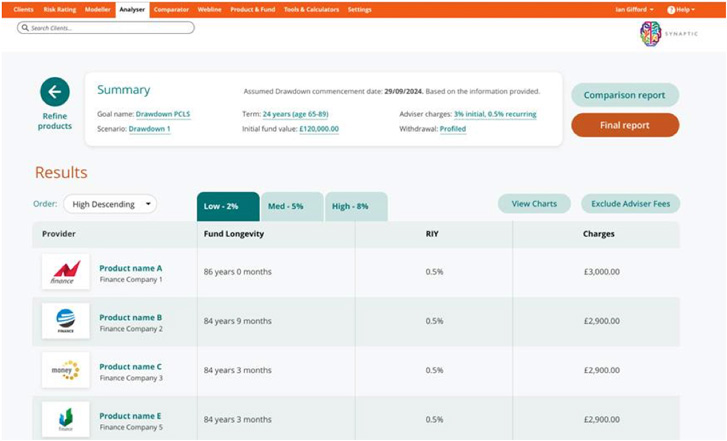 Clients Risk Rating Modeller Analyser Comparator Webline Product & Fund Tools & Calculators Settings Ian Gifford ? Help
Search Clients...
SYNAPTIC
Refine
products
Summary
Assumed Drawdown commencement date: 29/09/2024. Based on the information provided.
Goal name: Drawdown PCLS Term: 24 years (age 65-89) Adviser charges: 3% initial, 0.5% recurring
Scenario: Drawdown 1 Initial fund value: £120,000.00 Withdrawal: Profiled
Comparison report
Final report
Results
Order: High Descending Low - 2% Med - 5% High - 8% View Charts Exclude Adviser Fees
Provider Fund Longevity RIY Charges
finance
Product name A
Finance Company 1
86 years 0 months 0.5% £3,000.00
FINANCE
Product name B
Finance Company 2
84 years 9 months 0.5% £2,900.00
money
Product name C
Finance Company 3
84 years 3 months 0.5% £2,900.00
Finance
Product name E
Finance Company 5
84 years 3 months 0.5% £2,900.00